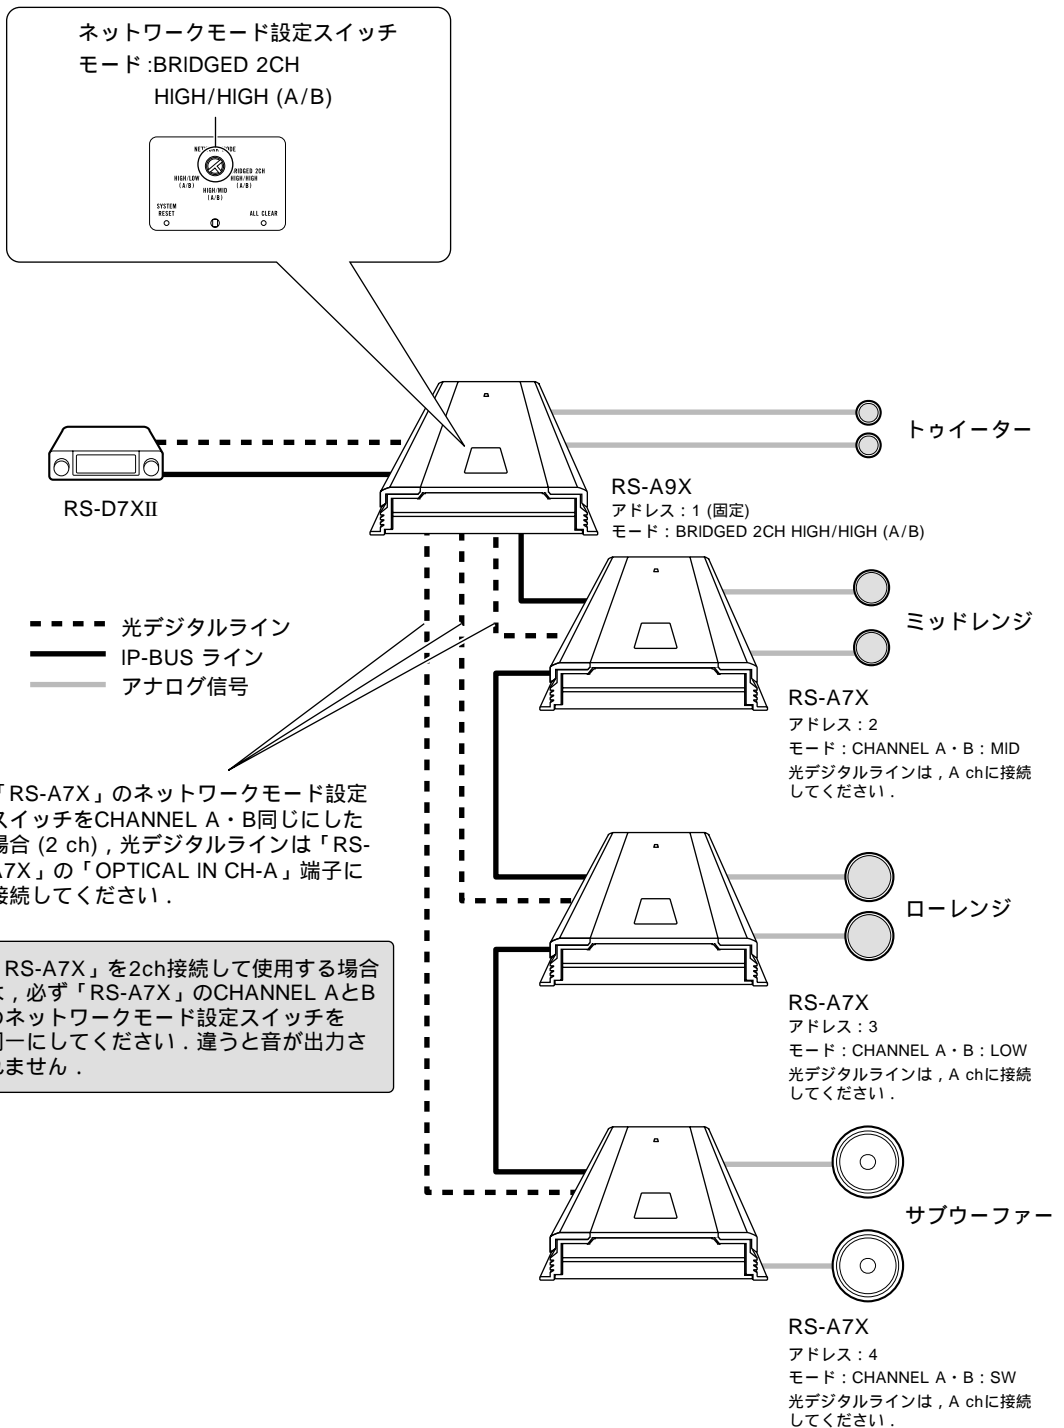 ネットワークモード設定スイッチ
モード:BRIDGED 2CH
HIGH/HIGH (A/B)
HIGH/LOW
(A/B)
RIDGED 2CH
HIGH/HIGH
(A/B)
HIGH/MID
(A/B)
SYSTEM
RESET
ALL CLEAR
RS-D7XII
トゥイーター
RS-A9X
アドレス:1 (固定)
モード:BRIDGED 2CH HIGH/HIGH (A/B)
光デジタルライン
IP-BUS ライン
アナログ信号
ミッドレンジ
RS-A7X
アドレス:2
モード:CHANNEL A・B:MID
光デジタルラインは,A chに接続
してください.
「RS-A7X」のネットワークモード設定
スイッチをCHANNEL A・B同じにした
場合 (2 ch) , 光デジタルラインは「RS-
A7X」の「OPTICAL IN CH-A」端子に
接続してください.
RS-A7X」を2ch接続して使用する場合
は,必ず「RS-A7X」のCHANNEL AとB
のネットワークモード設定スイッチを
同一にしてください.違うと音が出力さ
れません.
ローレンジ
RS-A7X
アドレス:3
モード:CHANNEL A・B:LOW
光デジタルラインは,A chに接続
してください.
サブウーファー
RS-A7X
アドレス:4
モード:CHANNEL A・B:SW
光デジタルラインは,A chに接続
してください.